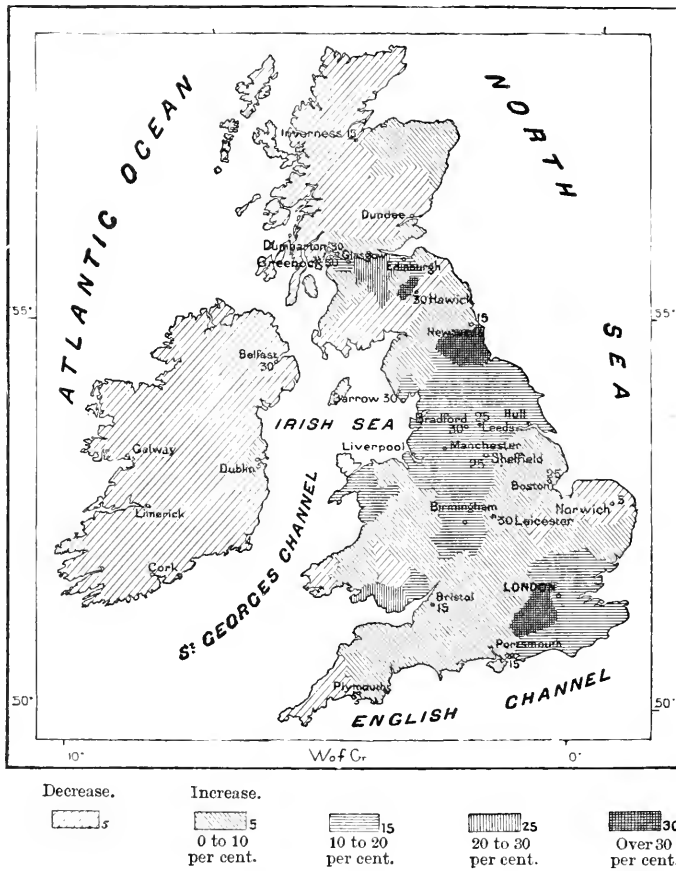 ATLANTIC OCEAN
NORTH
SEA
Inverness 15
Dundee
Dumbarton 30
Glasgow
Greenock 30
Edinburgh
30 Hawick
55°
55°
15
Newcastle
Belfast
30
Barrow 30
IRISH SEA
Bradford
30
25
Leeds
Hull
Liverpool
Manchester
25
Sheffield
Galway
Dublin
25
Boston
Norwich 5
Birmingham
30 Leicester
Limerick
Cork
ST GEORGES CHANNEL
LONDON
Bristol
15
Portsmouth
15
Plymouth
5
50°
50°
ENGLISH CHANNEL
10°
W of Gr
0°
Decrease.
Increase.
5
5
15
25
30
0 to 10
per cent.
10 to 20
per cent.
20 to 30
per cent.
Over 30
per cent.